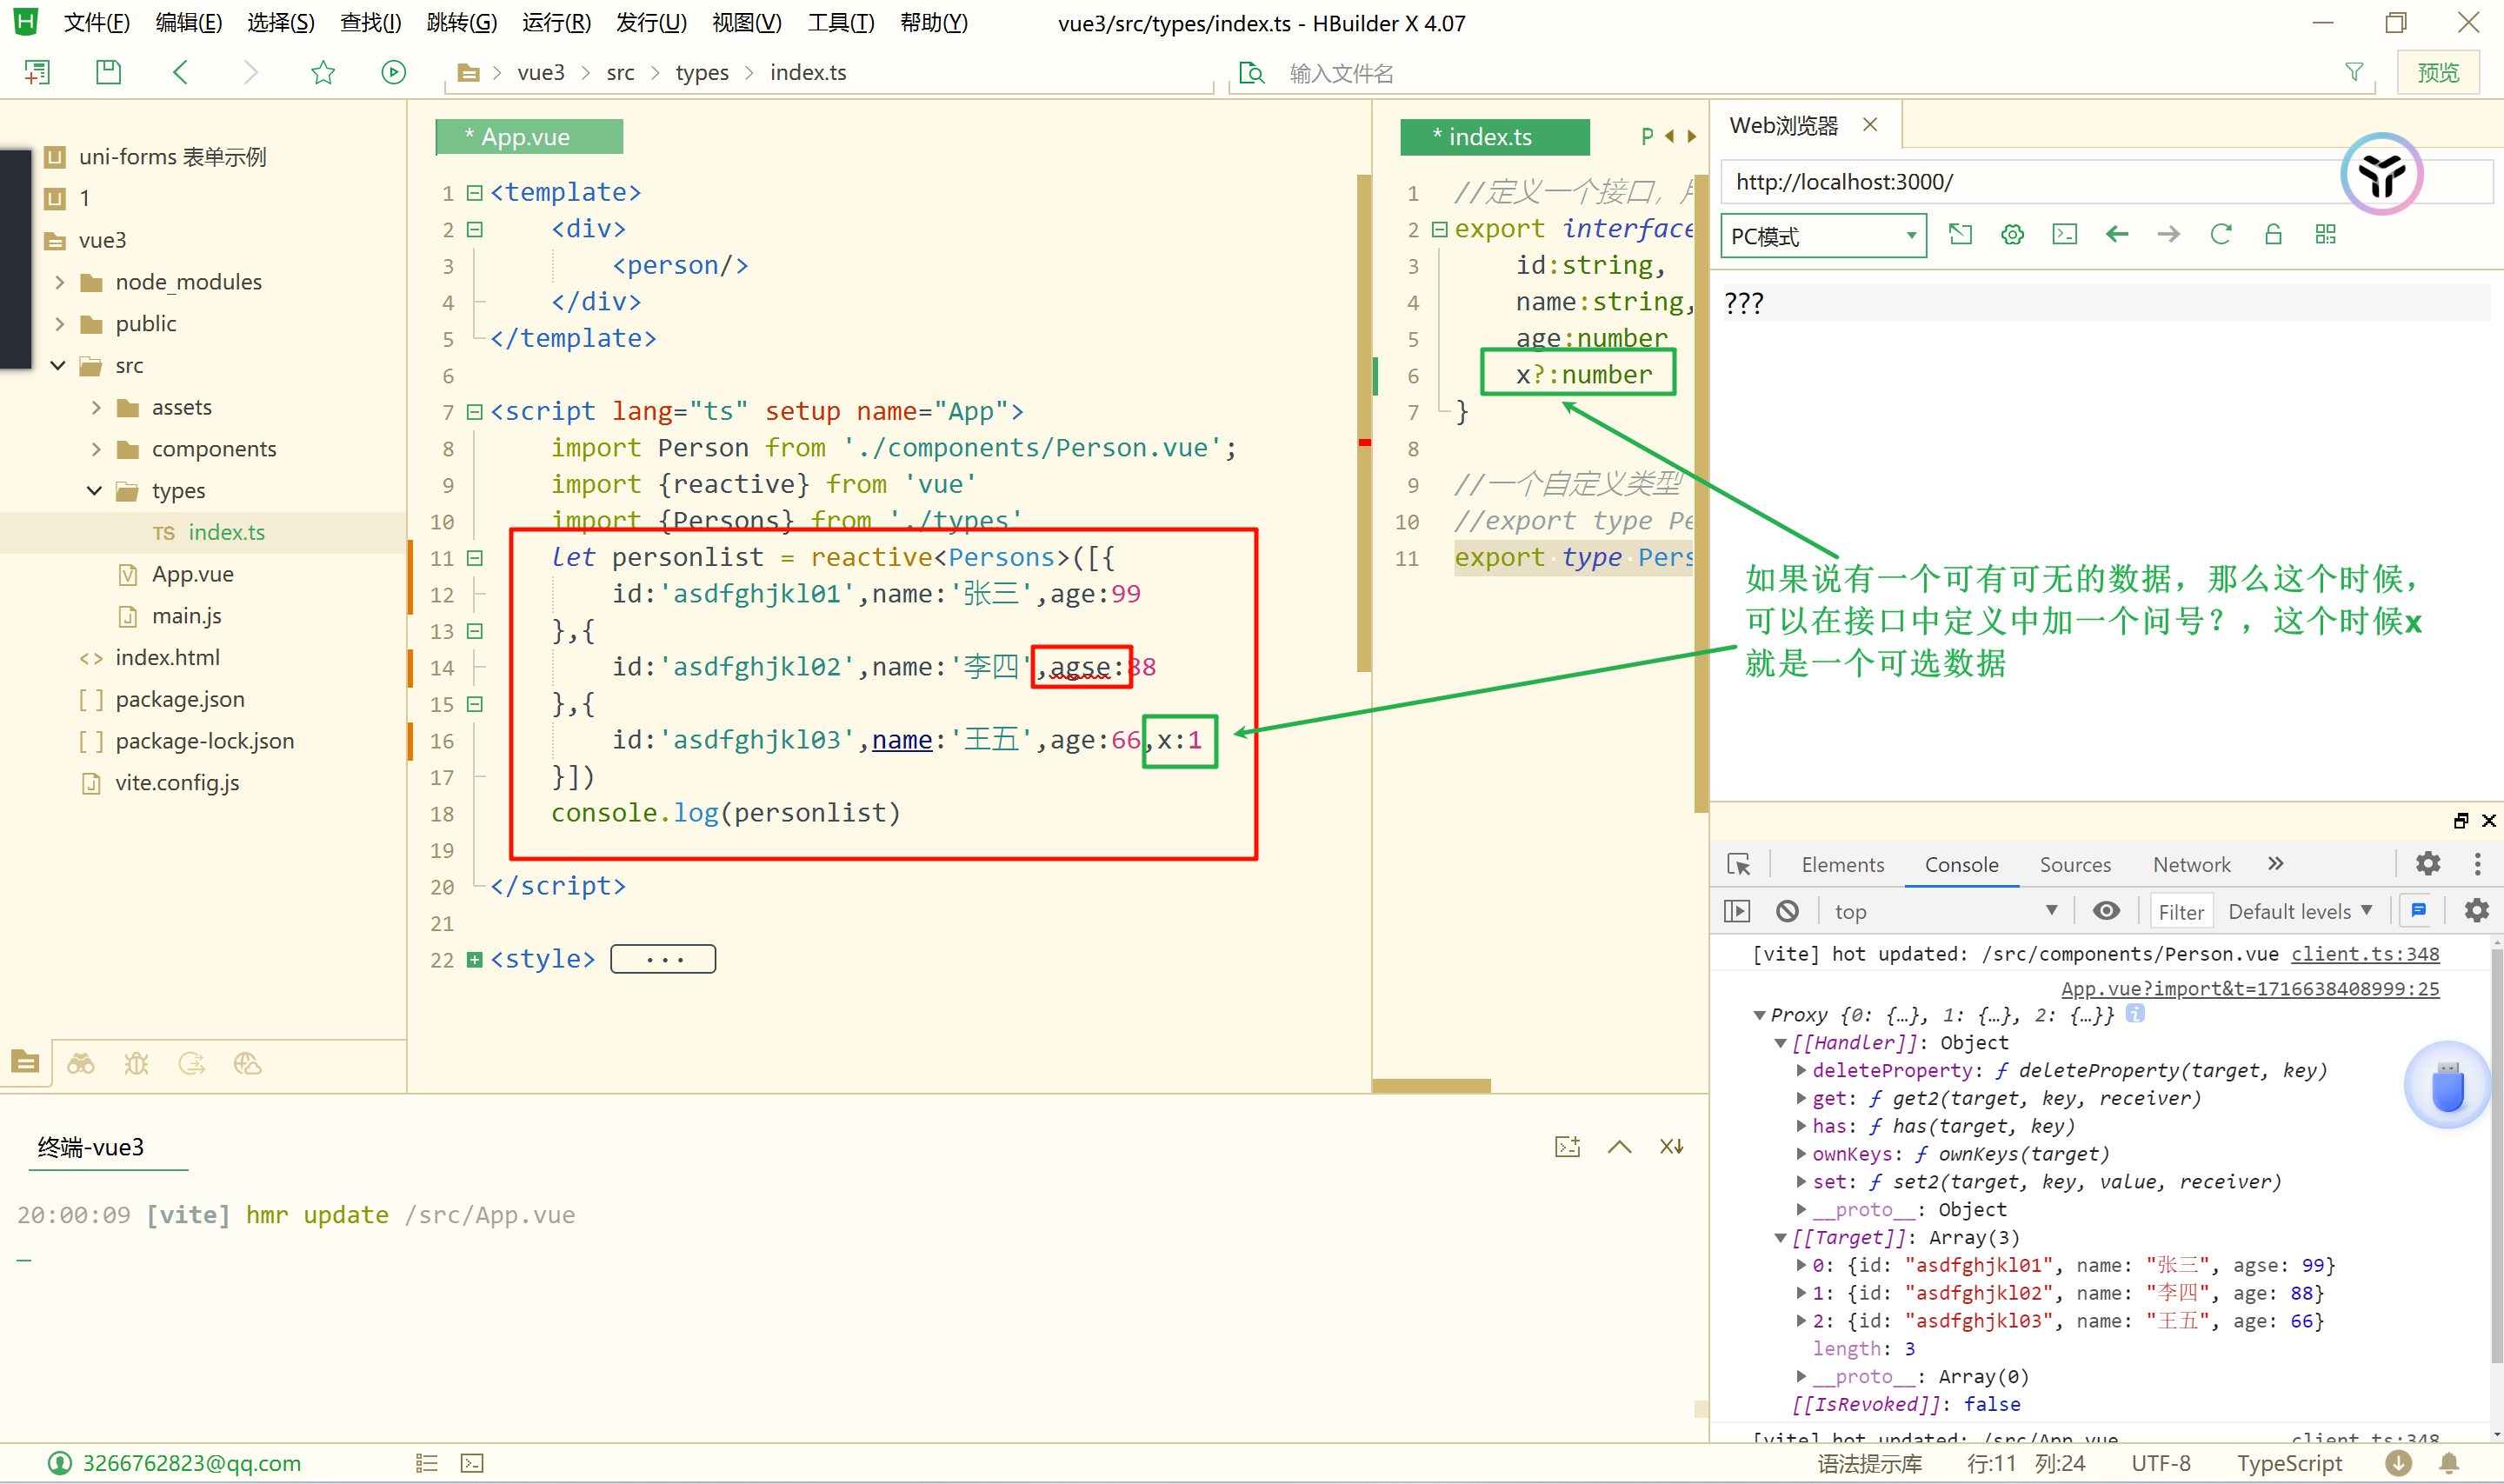 文件(F) 编辑(E) 选择(S) 查找(I) 跳转(G) 运行(R) 发行(U) 视图(V) 工具(T) 帮助(Y) vue3/src/types/index.ts - HBuilder X 4.07
vue3 src types index.ts 输入文件名 预览
uni-forms 表单示例
1
vue3
node_modules
public
src
assets
components
types
TS index.ts
App.vue
main.js
index.html
package.json
package-lock.json
vite.config.js
* App.vue
1 <template>
2 <div>
3 <person/>
4 </div>
5 </template>
6
7 <script lang="ts" setup name="App">
8 import Person from './components/Person.vue';
9 import {reactive} from 'vue'
10 import {Persons} from './types'
11 let personlist = reactive<Persons>([{
12 id:'asdfghjkl01',name:'张三',age:99
13 },{
14 id:'asdfghjkl02',name:'李四',agse:88
15 },{
16 id:'asdfghjkl03',name:'王五',age:66,x:1
17 }])
18 console.log(personlist)
19
20 </script>
21
22 <style> ...
* index.ts P
1 //定义一个接口,
2 export interface
3 id:string,
4 name:string,
5 age:number
6 x?:number
7 }
8
9 //一个自定义类型
10 //export type Pe
11 export type Pers
Web浏览器
http://localhost:3000/
PC模式
???
如果说有一个可有可无的数据，那么这个时候，
可以在接口中定义中加一个问号？，这个时候x
就是一个可选数据
Elements Console Sources Network
top Filter Default levels
[vite] hot updated: /src/components/Person.vue client.ts:348
App.vue?import&t=1716638408999:25
Proxy {0: {…}, 1: {…}, 2: {…}}
[[Handler]]: Object
deleteProperty: ƒ deleteProperty(target, key)
get: ƒ get2(target, key, receiver)
has: ƒ has(target, key)
ownKeys: ƒ ownKeys(target)
set: ƒ set2(target, key, value, receiver)
__proto__: Object
[[Target]]: Array(3)
0: {id: "asdfghjkl01", name: "张三", agse: 99}
1: {id: "asdfghjkl02", name: "李四", age: 88}
2: {id: "asdfghjkl03", name: "王五", age: 66}
length: 3
__proto__: Array(0)
[[IsRevoked]]: false
[vite] hot updated: /src/App.vue client.ts:348
终端-vue3
20:00:09 [vite] hmr update /src/App.vue
3266762823@qq.com 语法提示库 行:11 列:24 UTF-8 TypeScript